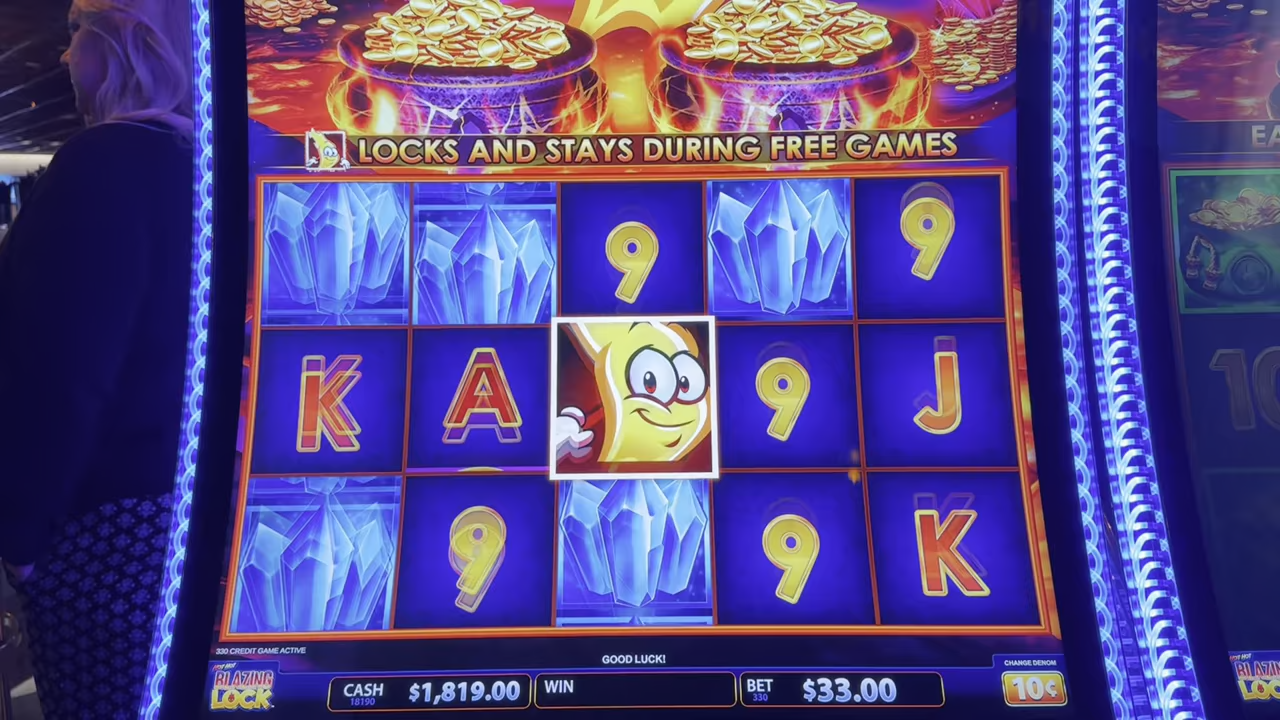 LOCKS AND STAYS DURING FREE GAMES
9 9
K A 9 J
9 9 K
10
330 CREDIT GAME ACTIVE
GOOD LUCK!
CHANGE DENOM
BLAZING
LOCK
CASH $1,819.00 WIN BET $33.00 10¢
18190 330